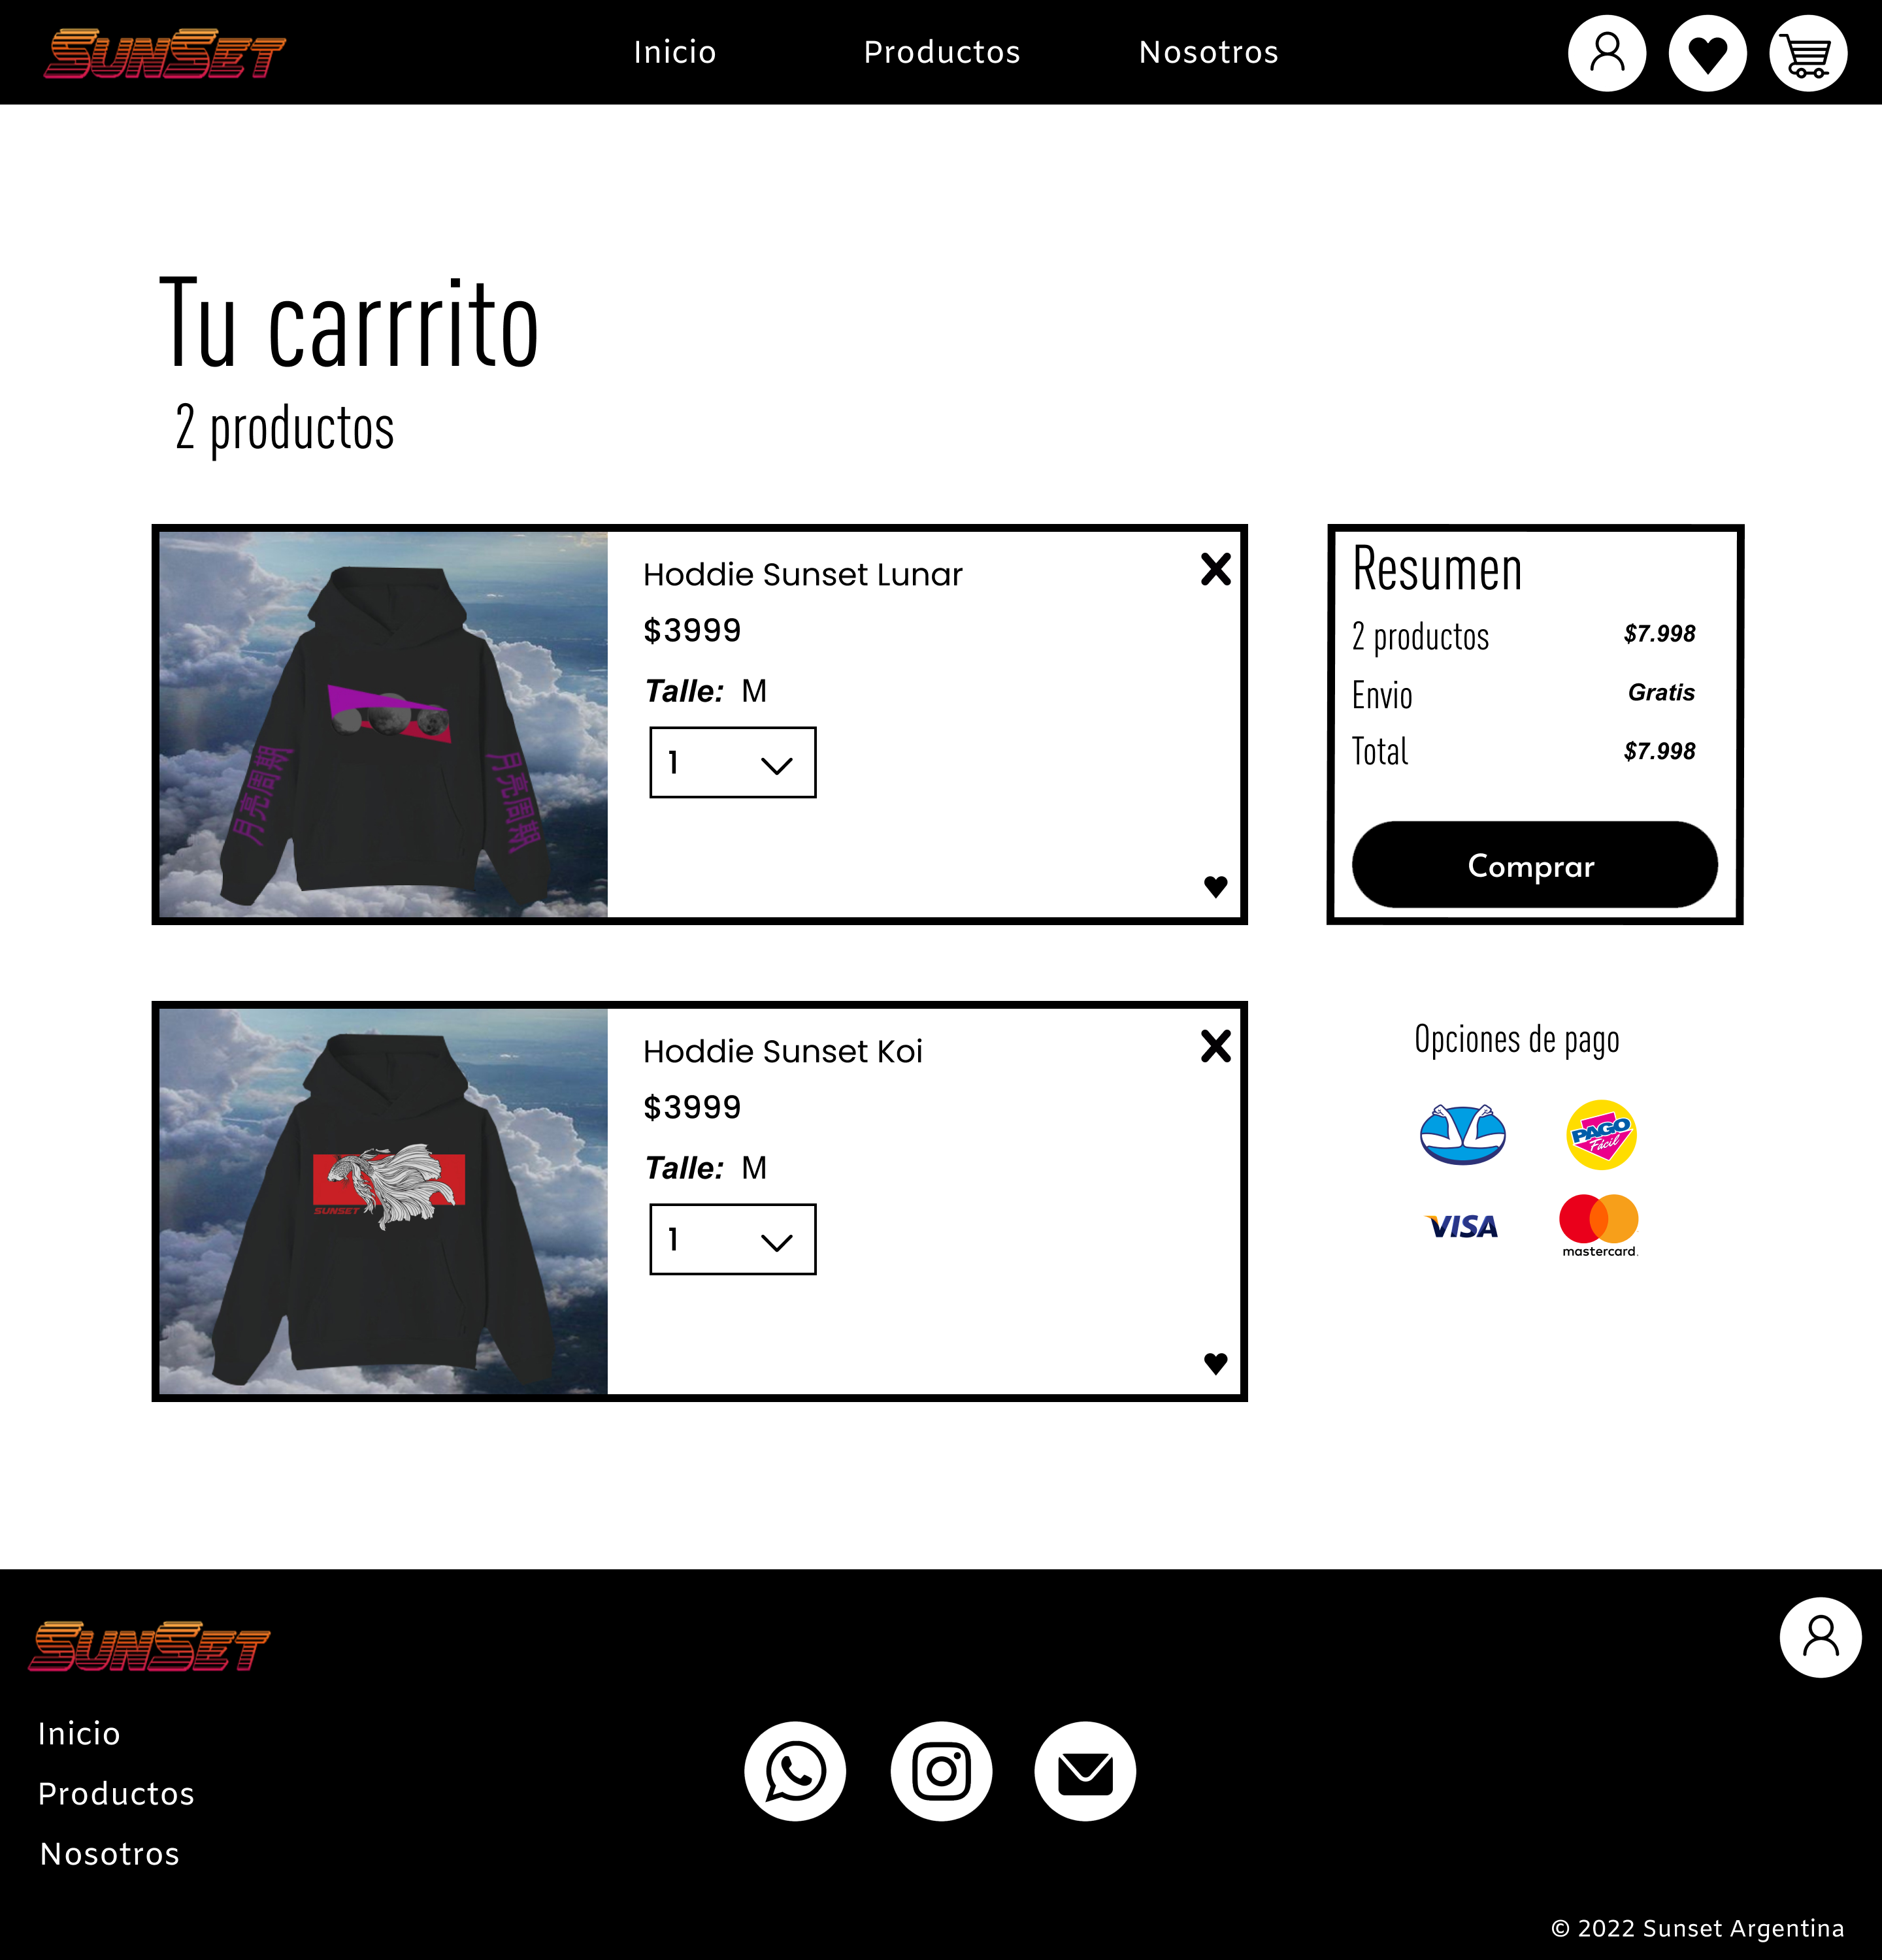 SUNSET
Inicio Productos Nosotros
Tu carrrito
2 productos
Hoddie Sunset Lunar
$3999
Talle: M
1
月亮周期
月亮周期
Resumen
2 productos $7.998
Envio Gratis
Total $7.998
Comprar
Hoddie Sunset Koi
$3999
Talle: M
1
SUNSET
Opciones de pago
PAGO
Fácil
VISA
mastercard.
SUNSET
Inicio
Productos
Nosotros
© 2022 Sunset Argentina